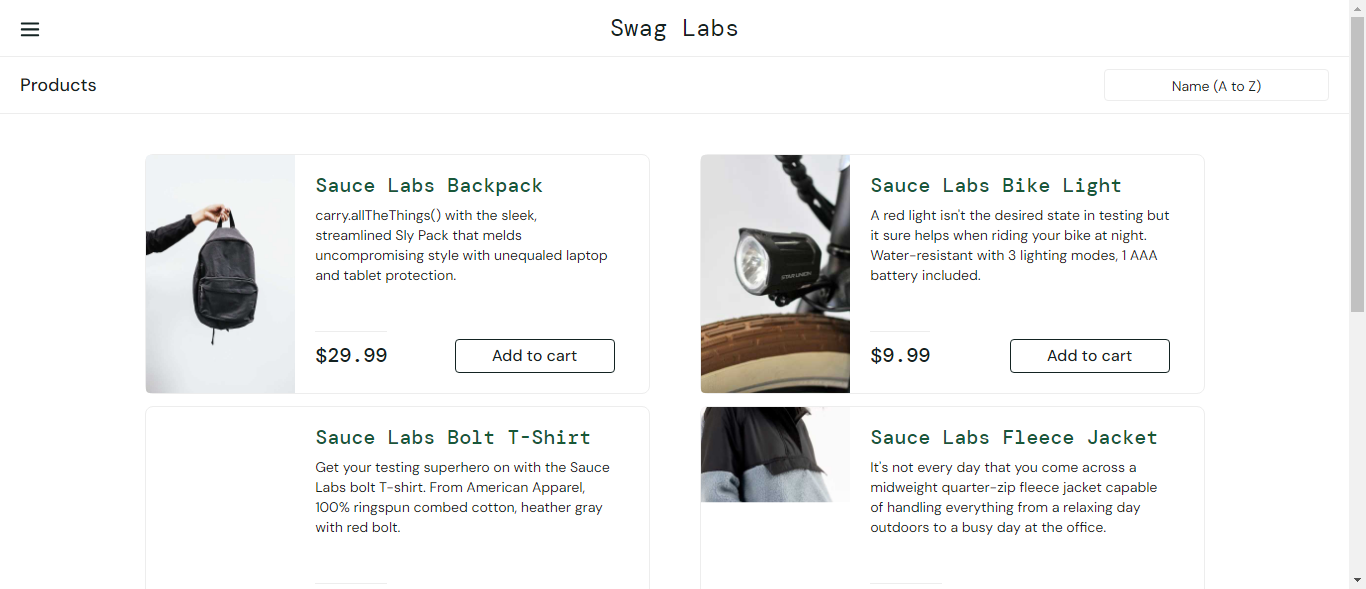 Swag Labs
Products
Name (A to Z)
Sauce Labs Backpack
carry.allTheThings() with the sleek,
streamlined Sly Pack that melds
uncompromising style with unequaled laptop
and tablet protection.
$29.99
Add to cart
Sauce Labs Bike Light
A red light isn't the desired state in testing but
it sure helps when riding your bike at night.
Water-resistant with 3 lighting modes, 1 AAA
battery included.
STAR UNION
$9.99
Add to cart
Sauce Labs Bolt T-Shirt
Get your testing superhero on with the Sauce
Labs bolt T-shirt. From American Apparel,
100% ringspun combed cotton, heather gray
with red bolt.
Sauce Labs Fleece Jacket
It's not every day that you come across a
midweight quarter-zip fleece jacket capable
of handling everything from a relaxing day
outdoors to a busy day at the office.